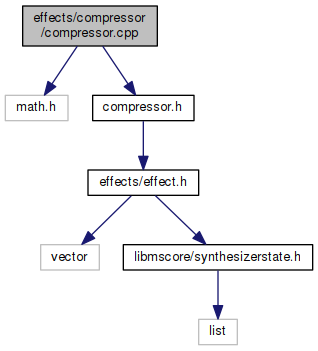 effects/compressor
/compressor.cpp
math.h
compressor.h
effects/effect.h
vector
libmscore/synthesizerstate.h
list